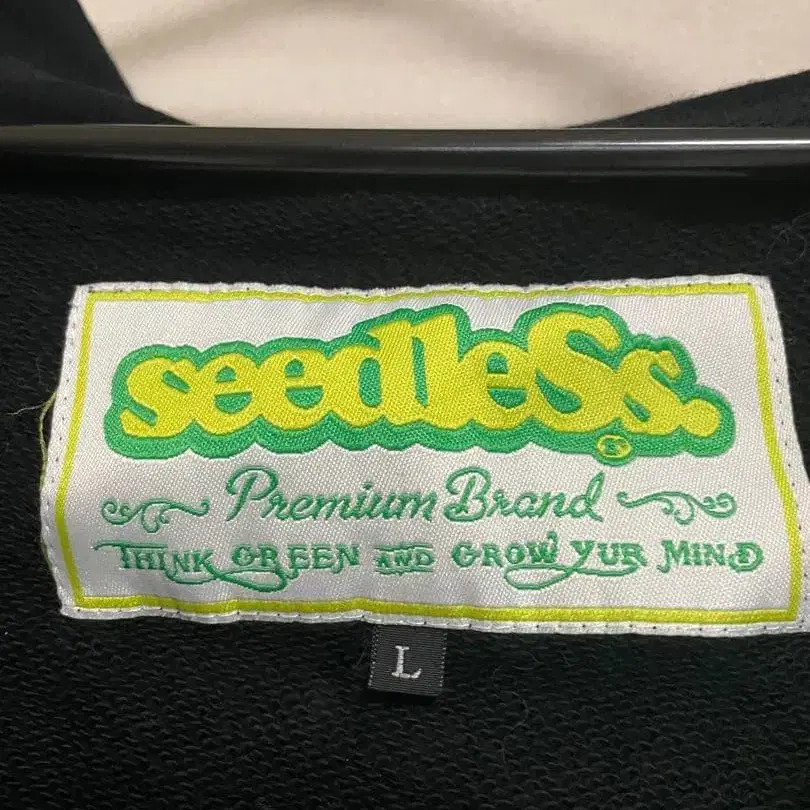 seedleSs.
Premium Brand
THINK GREEN AND GROW YUR MIND
L